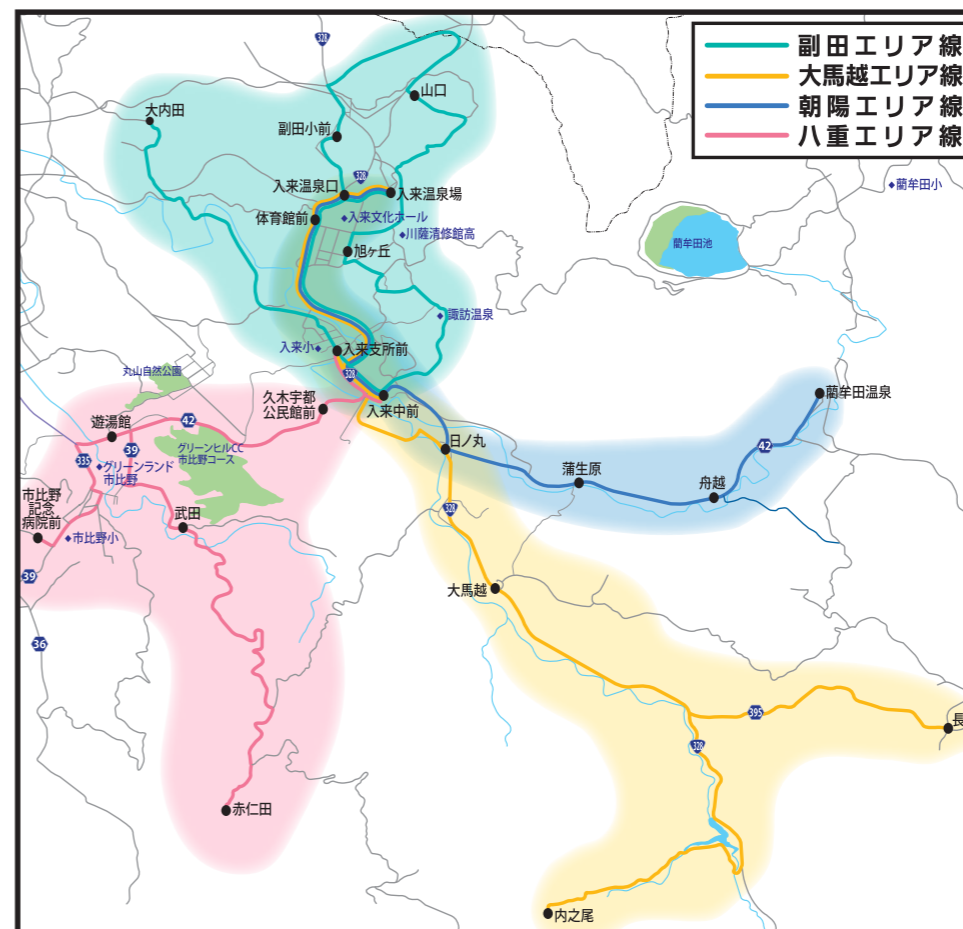 副田エリア線
大馬越エリア線
朝陽エリア線
八重エリア線
328
大内田
山口
副田小前
入来温泉口
328
入来温泉場
体育館前
入来文化ホール
川薩清修館高
旭ヶ丘
藺牟田小
藺牟田池
諏訪温泉
入来小
入来支所前
丸山自然公園
328
久木宇都
公民館前
入来中前
藺牟田温泉
遊湯館
42
39
グリーンヒルCC
市比野コース
日ノ丸
42
335
グリーンランド
市比野
蒲生原
舟越
市比野
記念
病院前
武田
328
市比野小
39
大馬越
36
395
長
328
赤仁田
内之尾